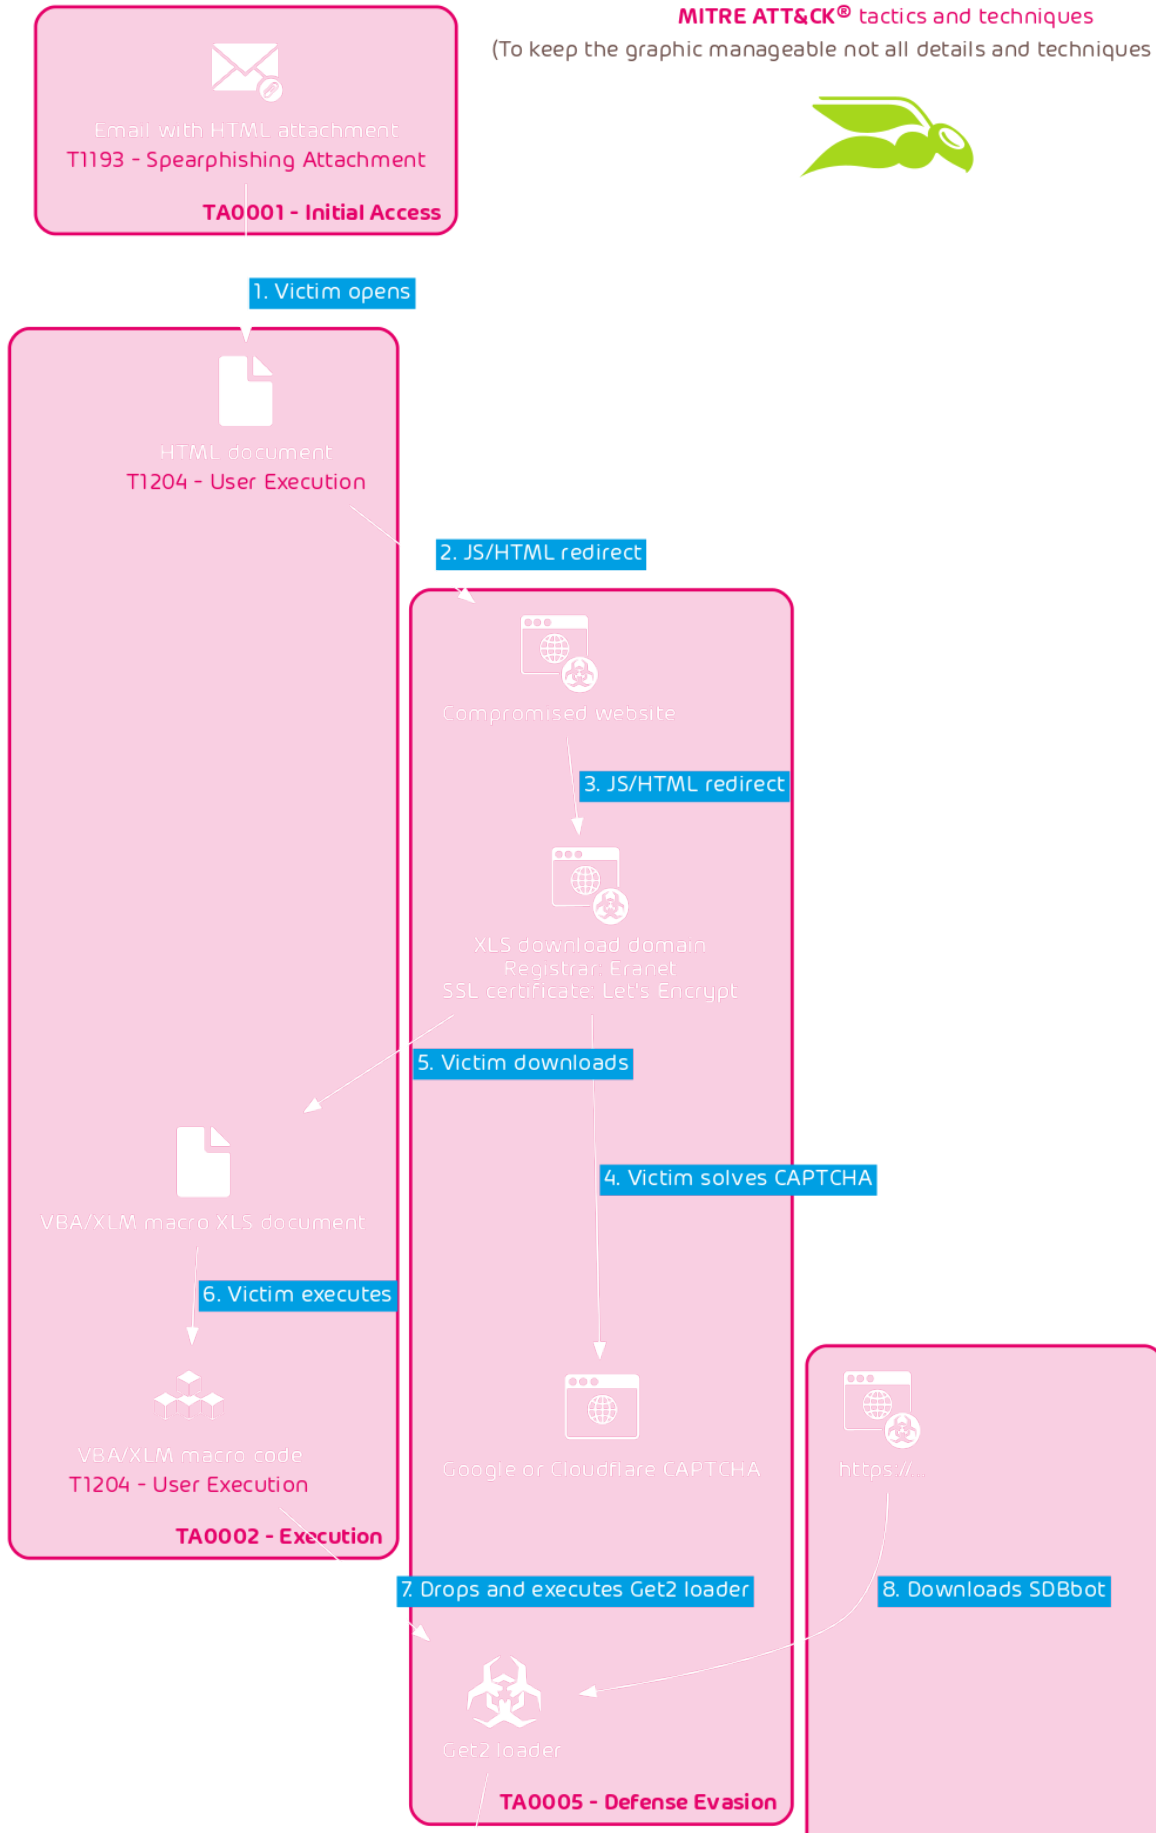 MITRE ATT&CK® tactics and techniques
(To keep the graphic manageable not all details and techniques
Email with HTML attachment
T1193 - Spearphishing Attachment
TA0001 - Initial Access
1. Victim opens
HTML document
T1204 - User Execution
2. JS/HTML redirect
Compromised website
3. JS/HTML redirect
XLS download domain
Registrar: Eranet
SSL certificate: Let's Encrypt
5. Victim downloads
4. Victim solves CAPTCHA
VBA/XLM macro XLS document
6. Victim executes
VBA/XLM macro code
T1204 - User Execution
TA0002 - Execution
Google or Cloudflare CAPTCHA
https://...
7. Drops and executes Get2 loader
8. Downloads SDBbot
Get2 loader
TA0005 - Defense Evasion